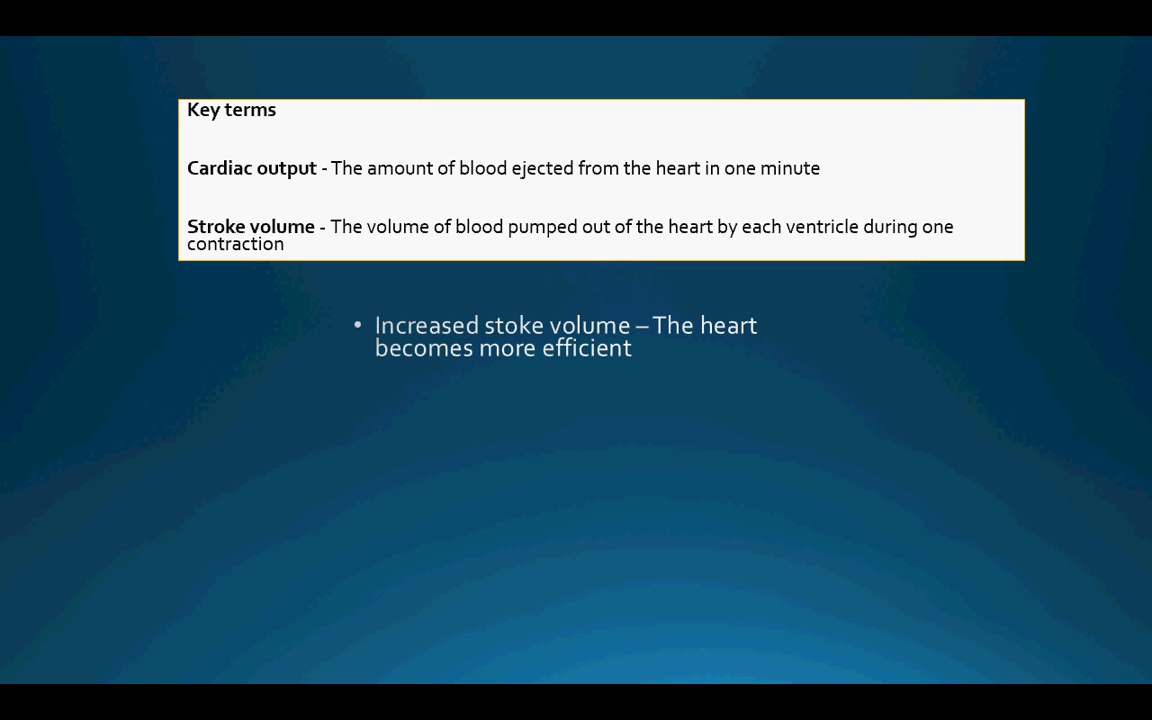 Key terms
Cardiac output - The amount of blood ejected from the heart in one minute
Stroke volume - The volume of blood pumped out of the heart by each ventricle during one
contraction
• Increased stoke volume – The heart
becomes more efficient